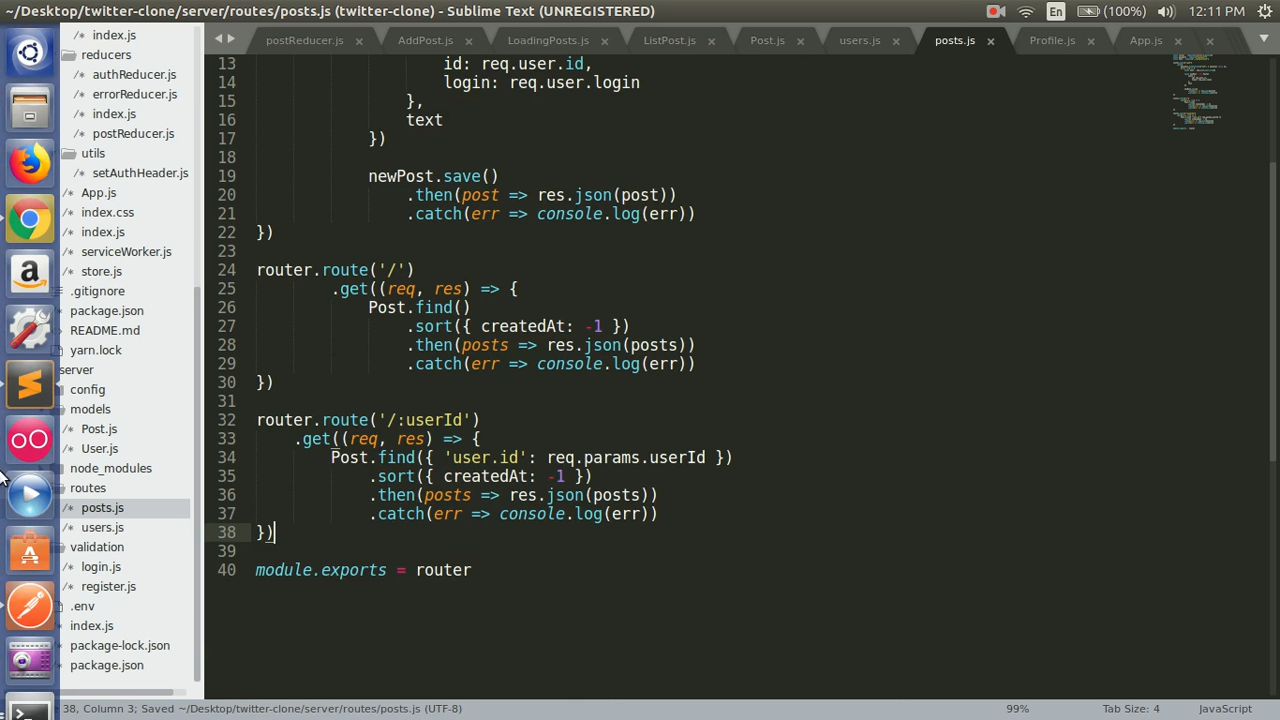 ~/Desktop/twitter-clone/server/routes/posts.js (twitter-clone) - Sublime Text (UNREGISTERED)
En
(100%)
12:11 PM
postReducer.js ×
AddPost.js ×
LoadingPosts.js ×
ListPost.js ×
Post.js ×
users.js ×
posts.js ×
Profile.js ×
App.js ×
×
index.js
reducers
/* authReducer.js
/* errorReducer.js
/* index.js
/* postReducer.js
utils
/* setAuthHeader.js
/* App.js
/* index.css
/* index.js
/* serviceWorker.js
/* store.js
.gitignore
/* package.json
README.md
yarn.lock
server
config
models
/* Post.js
/* User.js
node_modules
routes
/* posts.js
/* users.js
validation
/* login.js
/* register.js
.env
/* index.js
/* package-lock.json
/* package.json
13 id: req.user.id,
14 login: req.user.login
15 },
16 text
17 })
18
19 newPost.save()
20 .then(post => res.json(post))
21 .catch(err => console.log(err))
22 })
23
24 router.route('/')
25 .get((req, res) => {
26 Post.find()
27 .sort({ createdAt: -1 })
28 .then(posts => res.json(posts))
29 .catch(err => console.log(err))
30 })
31
32 router.route('/:userId')
33 .get((req, res) => {
34 Post.find({ 'user.id': req.params.userId })
35 .sort({ createdAt: -1 })
36 .then(posts => res.json(posts))
37 .catch(err => console.log(err))
38 })
39
40 module.exports = router
38, Column 3; Saved ~/Desktop/twitter-clone/server/routes/posts.js (UTF-8)
99%
Tab Size: 4
JavaScript